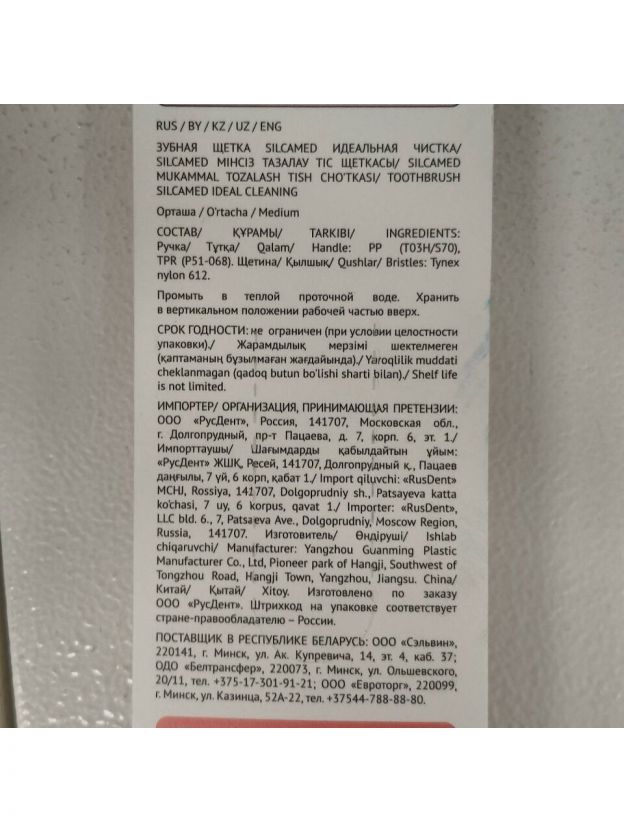 RUS / BY / KZ / UZ / ENG
ЗУБНАЯ ЩЕТКА SILCAMED ИДЕАЛЬНАЯ ЧИСТКА/
SILCAMED МІНСІЗ ТАЗАЛАУ ТІС ЩЕТКАСЫ/ SILCAMED
MUKAMMAL TOZALASH TISH CHO'TKASI/ TOOTHBRUSH
SILCAMED IDEAL CLEANING
Орташа / O'rtacha / Medium
СОСТАВ/ ҚҰРАМЫ/ TARKIBI/ INGREDIENTS:
Ручка/ Тұтқа/ Qalam/ Handle: PP (T03H/S70),
TPR (P51-068). Щетина/ Қылшық/ Qushlar/ Bristles: Tynex
nylon 612.
Промыть в теплой проточной воде. Хранить
в вертикальном положении рабочей частью вверх.
СРОК ГОДНОСТИ: не ограничен (при условии целостности
упаковки)./ Жарамдылық мерзімі шектелмеген
(қаптаманың бұзылмаған жағдайында)./ Yaroqlilik muddati
cheklanmagan (qadoq butun bo'lishi sharti bilan)./ Shelf life
is not limited.
ИМПОРТЕР/ ОРГАНИЗАЦИЯ, ПРИНИМАЮЩАЯ ПРЕТЕНЗИИ:
ООО «РусДент», Россия, 141707, Московская обл.,
г. Долгопрудный, пр-т Пацаева, д. 7, корп. 6, эт. 1./
Импорттаушы/ Шағымдарды қабылдайтын ұйым:
«РусДент» ЖШҚ, Ресей, 141707, Долгопрудный қ., Пацаев
даңғылы, 7 үй, 6 корп, қабат 1./ Import qiluvchi: «RusDent»
MCHJ, Rossiya, 141707, Dolgoprudniy sh., Patsayeva katta
ko'chasi, 7 uy, 6 korpus, qavat 1./ Importer: «RusDent»,
LLC bld. 6., 7, Patsaeva Ave., Dolgoprudniy, Moscow Region,
Russia, 141707. Изготовитель/ Өндіруші/ Ishlab
chiqaruvchi/ Manufacturer: Yangzhou Guanming Plastic
Manufacturer Co., Ltd, Pioneer park of Hangji, Southwest of
Tongzhou Road, Hangji Town, Yangzhou, Jiangsu. China/
Китай/ Қытай/ Xitoy. Изготовлено по заказу
ООО «РусДент». Штрихкод на упаковке соответствует
стране-правообладателю – России.
ПОСТАВЩИК В РЕСПУБЛИКЕ БЕЛАРУСЬ: ООО «Сэльвин»,
220141, г. Минск, ул. Ак. Купревича, 14, эт. 4, каб. 37;
ОДО «Белтрансфер», 220073, г. Минск, ул. Ольшевского,
20/11, тел. +375-17-301-91-21; ООО «Евроторг», 220099,
г. Минск, ул. Казинца, 52А-22, тел. +37544-788-88-80.